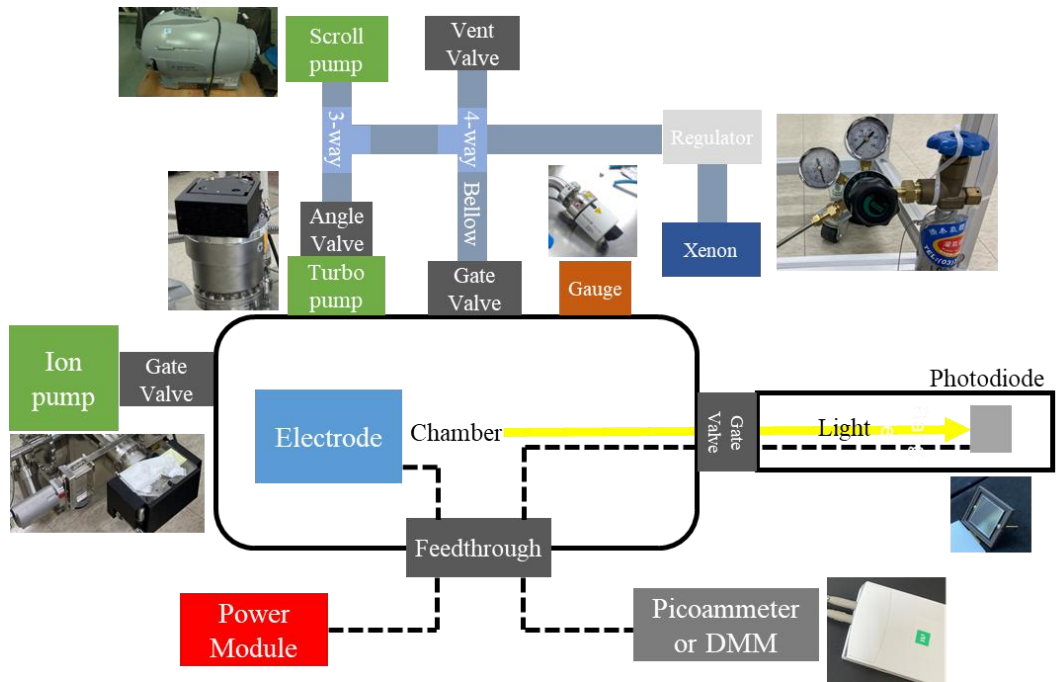 Scroll
pump
Vent
Valve
3-way
4-way
Regulator
Bellow
Angle
Valve
Xenon
Turbo
pump
Gate
Valve
Gauge
Ion
pump
Gate
Valve
Photodiode
Electrode
Chamber
Gate
Valve
Light
Feedthrough
Power
Module
Picoammeter
or DMM